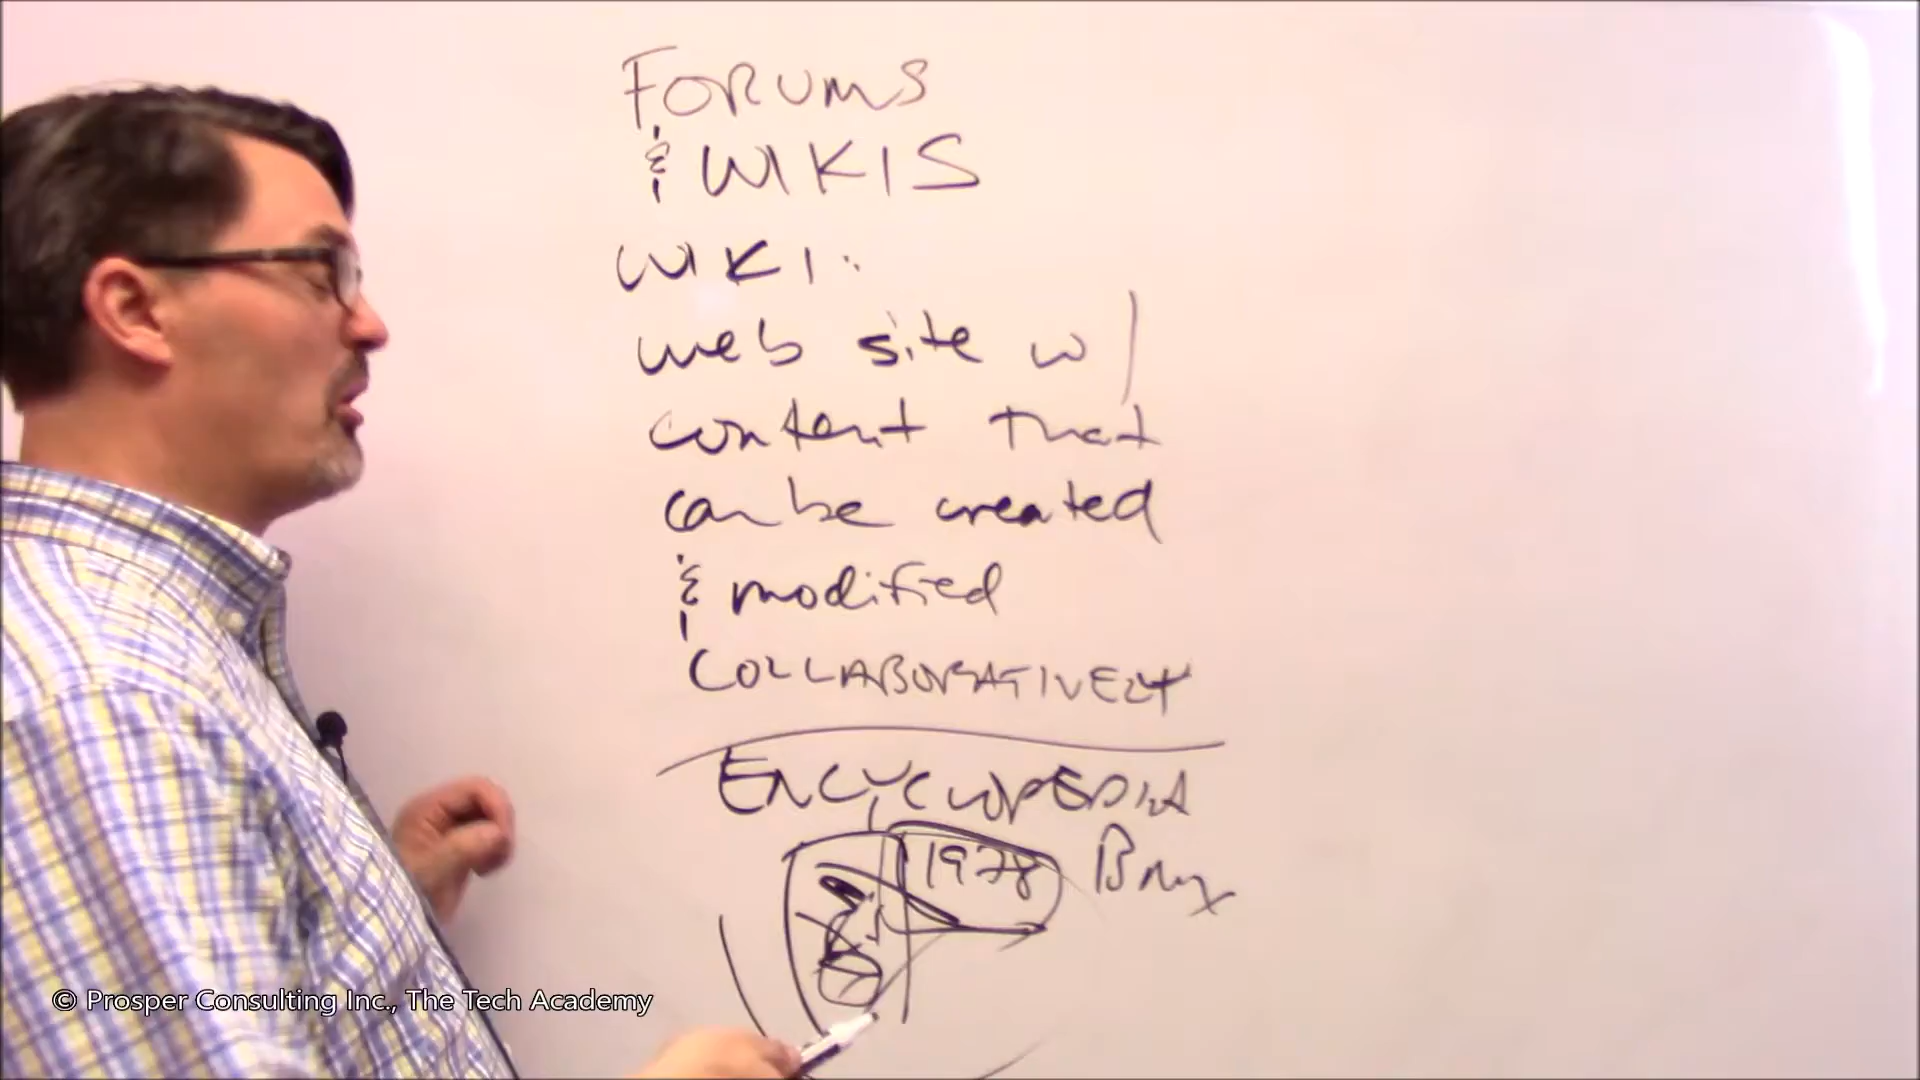 FORUMS
& WIKIS
WIKI:
web site w/
content that
can be created
& modified
COLLABORATIVELY
ENCYCLOPEDIA
1978
© Prosper Consulting Inc., The Tech Academy